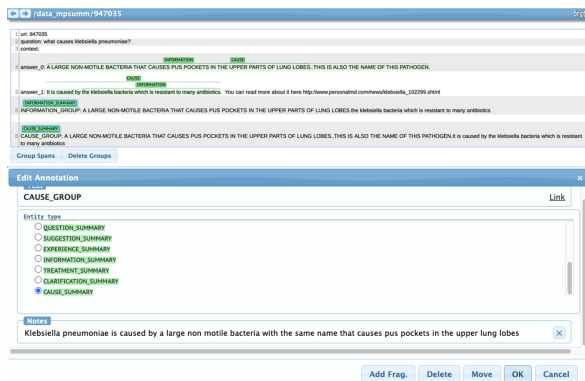 /data_mpsumm/947035
1 uri: 947035
2 question: what causes klebsiella pneumoniae?
3 context:
INFORMATION CAUSE
4 answer_0: A LARGE NON-MOTILE BACTERIA THAT CAUSES PUS POCKETS IN THE UPPER PARTS OF LUNG LOBES..THIS IS ALSO THE NAME OF THIS PATHOGEN.
CAUSE
INFORMATION
5 answer_1: It is caused by the klebsiella bacteria which is resistant to many antibiotics. You can read more about it here http://www.personalmd.com/news/klebsiella_102299.shtml
INFORMATION_SUMMARY
6 INFORMATION_GROUP: A LARGE NON-MOTILE BACTERIA THAT CAUSES PUS POCKETS IN THE UPPER PARTS OF LUNG LOBES.the klebsiella bacteria which is resistant to many antibiotics
CAUSE_SUMMARY
CAUSE_GROUP: A LARGE NON-MOTILE BACTERIA THAT CAUSES PUS POCKETS IN THE UPPER PARTS OF LUNG LOBES..THIS IS ALSO THE NAME OF THIS PATHOGEN.It is caused by the klebsiella bacteria which is resistant
to many antibiotics
Group Spans Delete Groups
Edit Annotation
Text
CAUSE_GROUP Link
Entity type
QUESTION_SUMMARY
SUGGESTION_SUMMARY
EXPERIENCE_SUMMARY
INFORMATION_SUMMARY
TREATMENT_SUMMARY
CLARIFICATION_SUMMARY
CAUSE_SUMMARY
Notes
Klebsiella pneumoniae is caused by a large non motile bacteria with the same name that causes pus pockets in the upper lung lobes
Add Frag. Delete Move OK Cancel